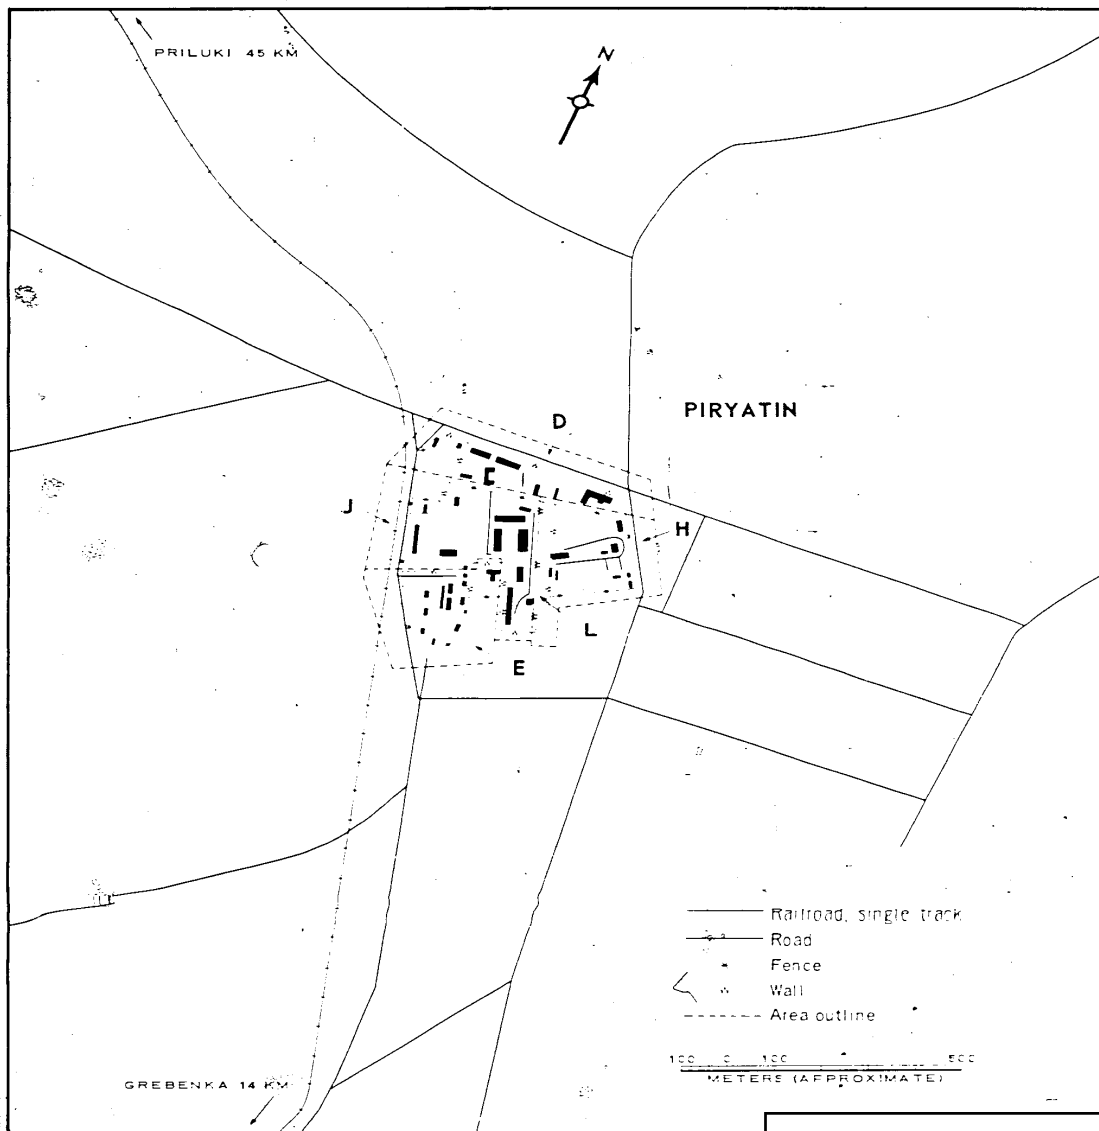 PRILUKI 45 KM
N
PIRYATIN
D
J
H
L
E
Railroad, single track
Road
Fence
Wall
Area outline
100 0 100 500
METERS (APPROXIMATE)
GREBENKA 14 KM